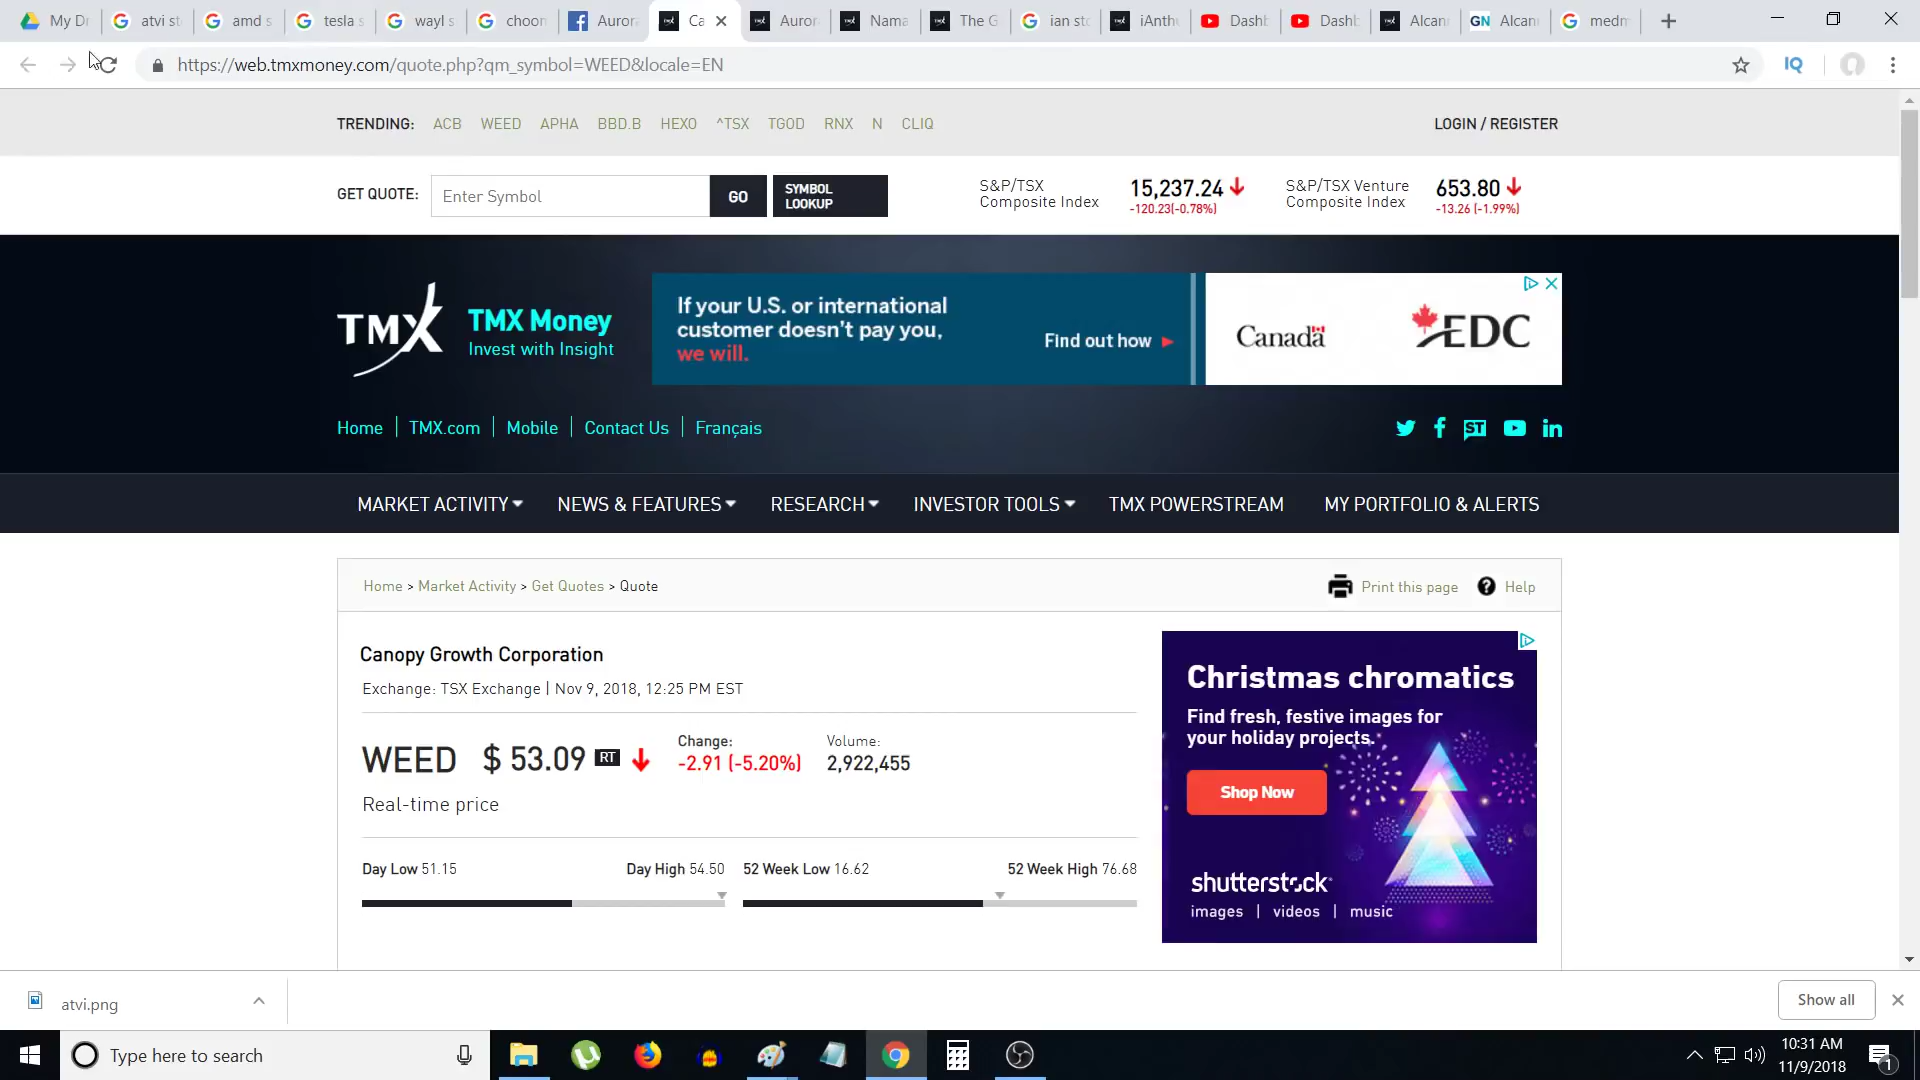 My Dr
atvi st
amd s
tesla s
wayl s
choom
Aurora
Ca
Auror
Nama
The G
ian sto
iAnthu
Dashb
Dashb
Alcann
GN Alcann
medm
https://web.tmxmoney.com/quote.php?qm_symbol=WEED&locale=EN
IQ
TRENDING: ACB WEED APHA BBD.B HEXO ^TSX TGOD RNX N CLIQ
LOGIN / REGISTER
GET QUOTE: Enter Symbol GO SYMBOL LOOKUP
S&P/TSX Composite Index 15,237.24 -120.23(-0.78%)
S&P/TSX Venture Composite Index 653.80 -13.26 (-1.99%)
TMX
TMX Money
Invest with Insight
If your U.S. or international
customer doesn't pay you,
we will.
Find out how
Canada
EDC
Home | TMX.com | Mobile | Contact Us | Français
ST
MARKET ACTIVITY NEWS & FEATURES RESEARCH INVESTOR TOOLS TMX POWERSTREAM MY PORTFOLIO & ALERTS
Home > Market Activity > Get Quotes > Quote
Print this page
Help
Canopy Growth Corporation
Exchange: TSX Exchange | Nov 9, 2018, 12:25 PM EST
WEED $ 53.09 RT
Change:
-2.91 (-5.20%)
Volume:
2,922,455
Real-time price
Day Low 51.15
Day High 54.50
52 Week Low 16.62
52 Week High 76.68
Christmas chromatics
Find fresh, festive images for
your holiday projects.
Shop Now
shutterstock
images | videos | music
atvi.png
Show all
Type here to search
10:31 AM
11/9/2018
1